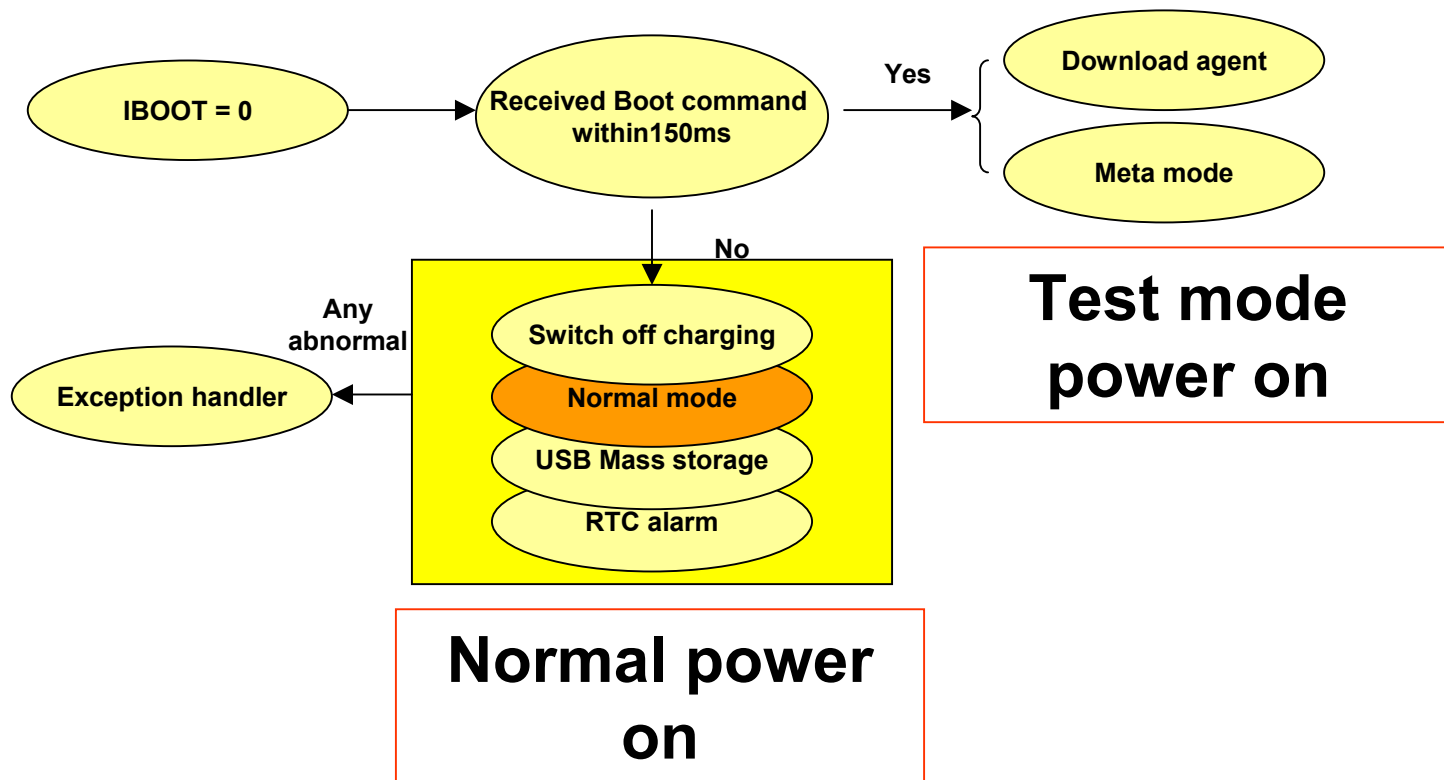 IBOOT = 0
Received Boot command
within150ms
Yes
Download agent
Meta mode
No
Test mode
power on
Any
abnormal
Exception handler
Switch off charging
Normal mode
USB Mass storage
RTC alarm
Normal power
on